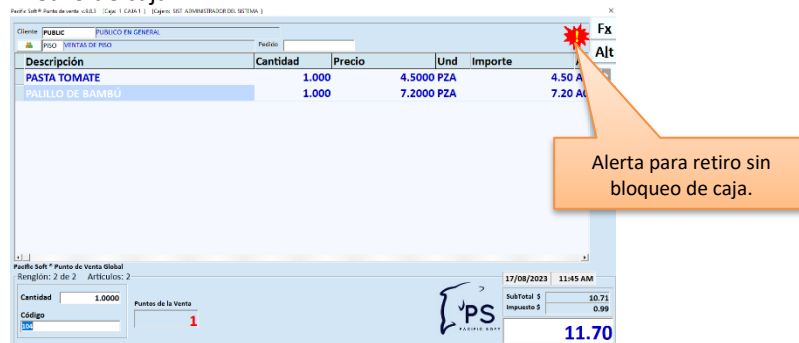 Pacific Soft ® Punto de venta v.9.0.3 [Caja: 1 CAJA 1 ] [Cajero: SIST ADMINISTRADOR DEL SISTEMA ]
Cliente PUBLIC PUBLICO EN GENERAL
PISO VENTAS DE PISO Pedido
Fx
Alt
Descripción Cantidad Precio Und Importe
PASTA TOMATE 1.000 4.5000 PZA 4.50
PALILLO DE BAMBÚ 1.000 7.2000 PZA 7.20
Alerta para retiro sin
bloqueo de caja.
Pacific Soft ® Punto de Venta Global
Renglón: 2 de 2 Artículos: 2
17/08/2023 11:45 AM
Cantidad 1.0000
Puntos de la Venta
1
Código
104
PS
PACIFIC SOFT
SubTotal $ 10.71
Impuesto $ 0.99
11.70